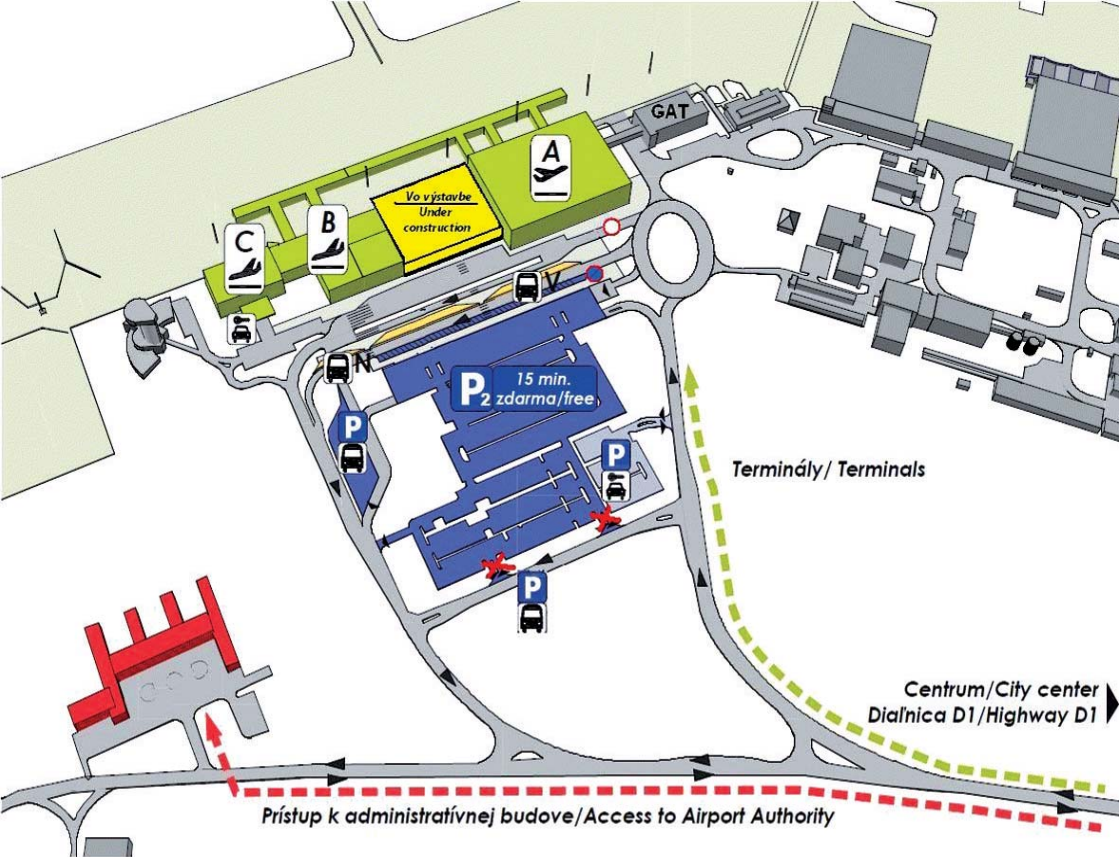 GAT
A
Vo výstavbe
Under
construction
B
C
V
N
P2
15 min.
zdarma/free
P
P
P
Terminály/ Terminals
Centrum/City center
Diaľnica D1/Highway D1
Prístup k administratívnej budove/Access to Airport Authority